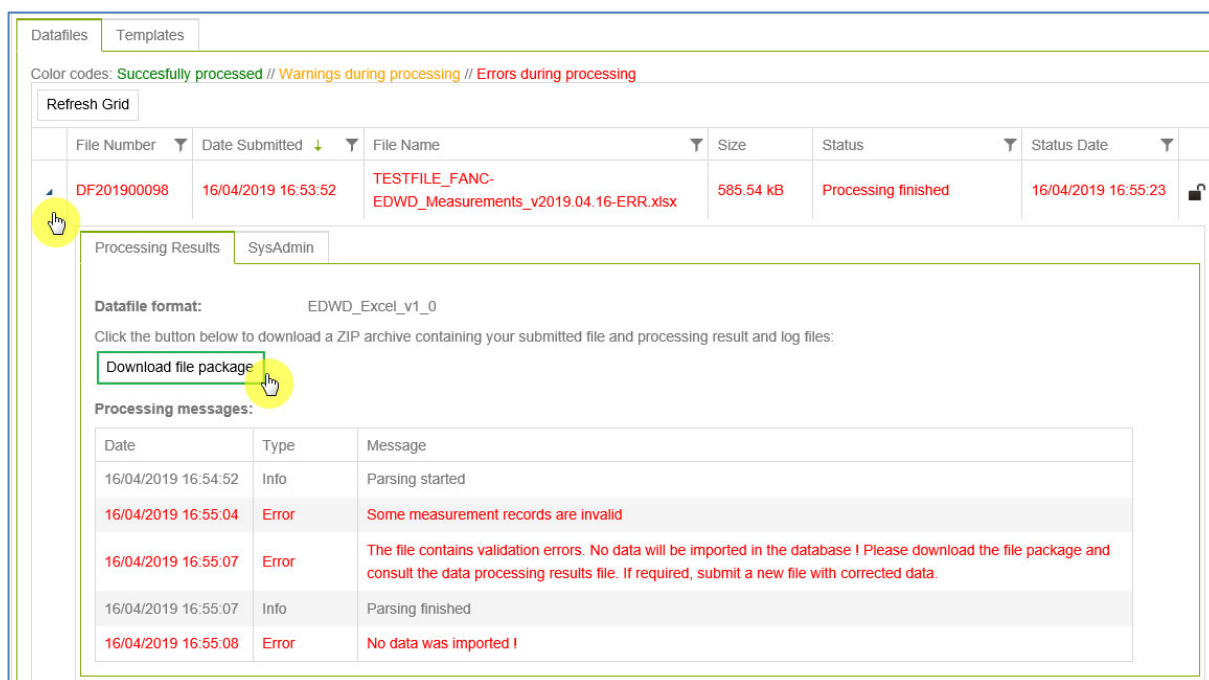 Datafiles Templates
Color codes: Succesfully processed // Warnings during processing // Errors during processing
Refresh Grid
File Number Date Submitted ↓ File Name Size Status Status Date
DF201900098 16/04/2019 16:53:52 TESTFILE_FANC-
EDWD_Measurements_v2019.04.16-ERR.xlsx 585.54 kB Processing finished 16/04/2019 16:55:23
Processing Results SysAdmin
Datafile format: EDWD_Excel_v1_0
Click the button below to download a ZIP archive containing your submitted file and processing result and log files:
Download file package
Processing messages:
Date Type Message
16/04/2019 16:54:52 Info Parsing started
16/04/2019 16:55:04 Error Some measurement records are invalid
16/04/2019 16:55:07 Error The file contains validation errors. No data will be imported in the database ! Please download the file package and
consult the data processing results file. If required, submit a new file with corrected data.
16/04/2019 16:55:07 Info Parsing finished
16/04/2019 16:55:08 Error No data was imported !